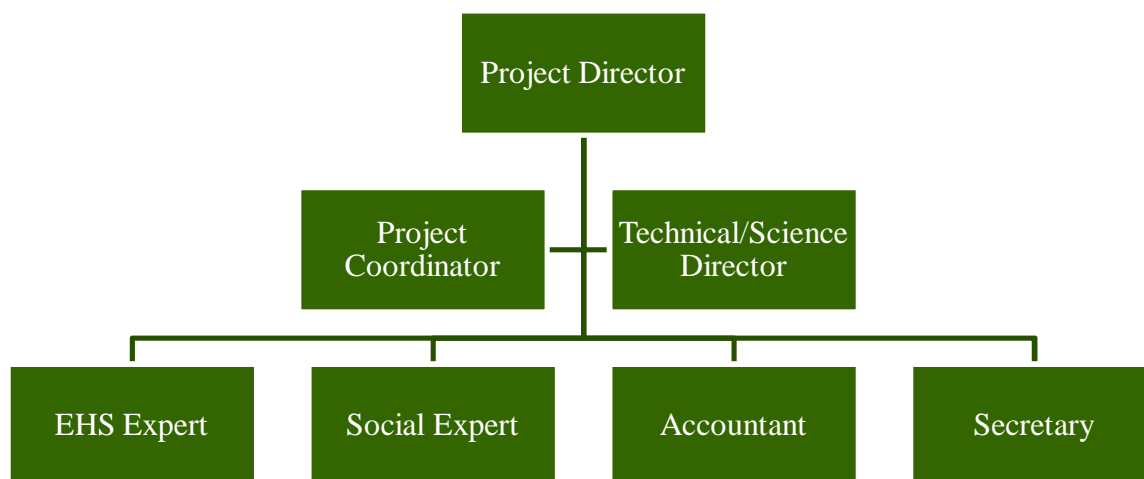 Project Director
Project
Coordinator
Technical/Science
Director
EHS Expert
Social Expert
Accountant
Secretary